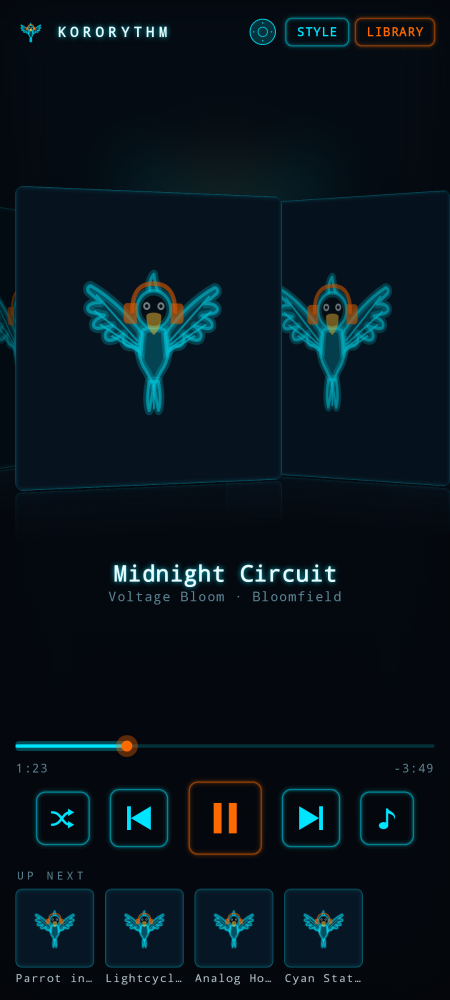 KORORYTHM
STYLE
LIBRARY
Midnight Circuit
Voltage Bloom · Bloomfield
1:23
-3:49
UP NEXT
Parrot in…
Lightcycl…
Analog Ho…
Cyan Stat…